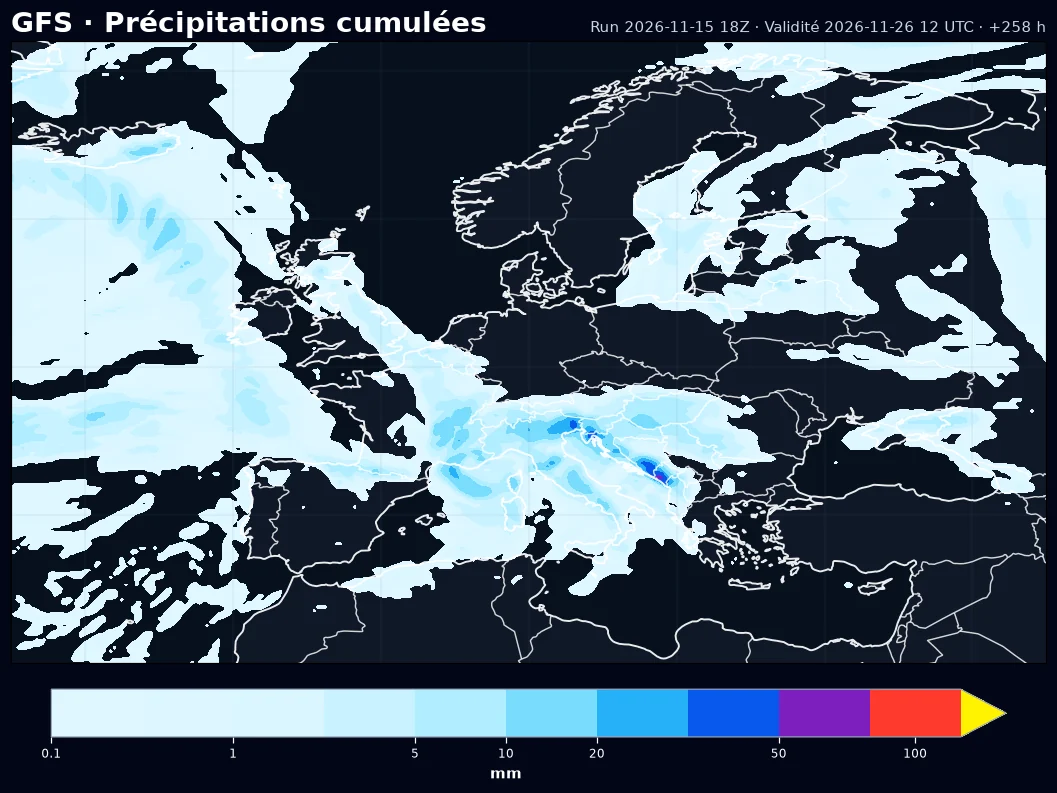 GFS · Précipitations cumulées
Run 2026-11-15 18Z · Validité 2026-11-26 12 UTC · +258 h
0.1 1 5 10 20 50 100
mm